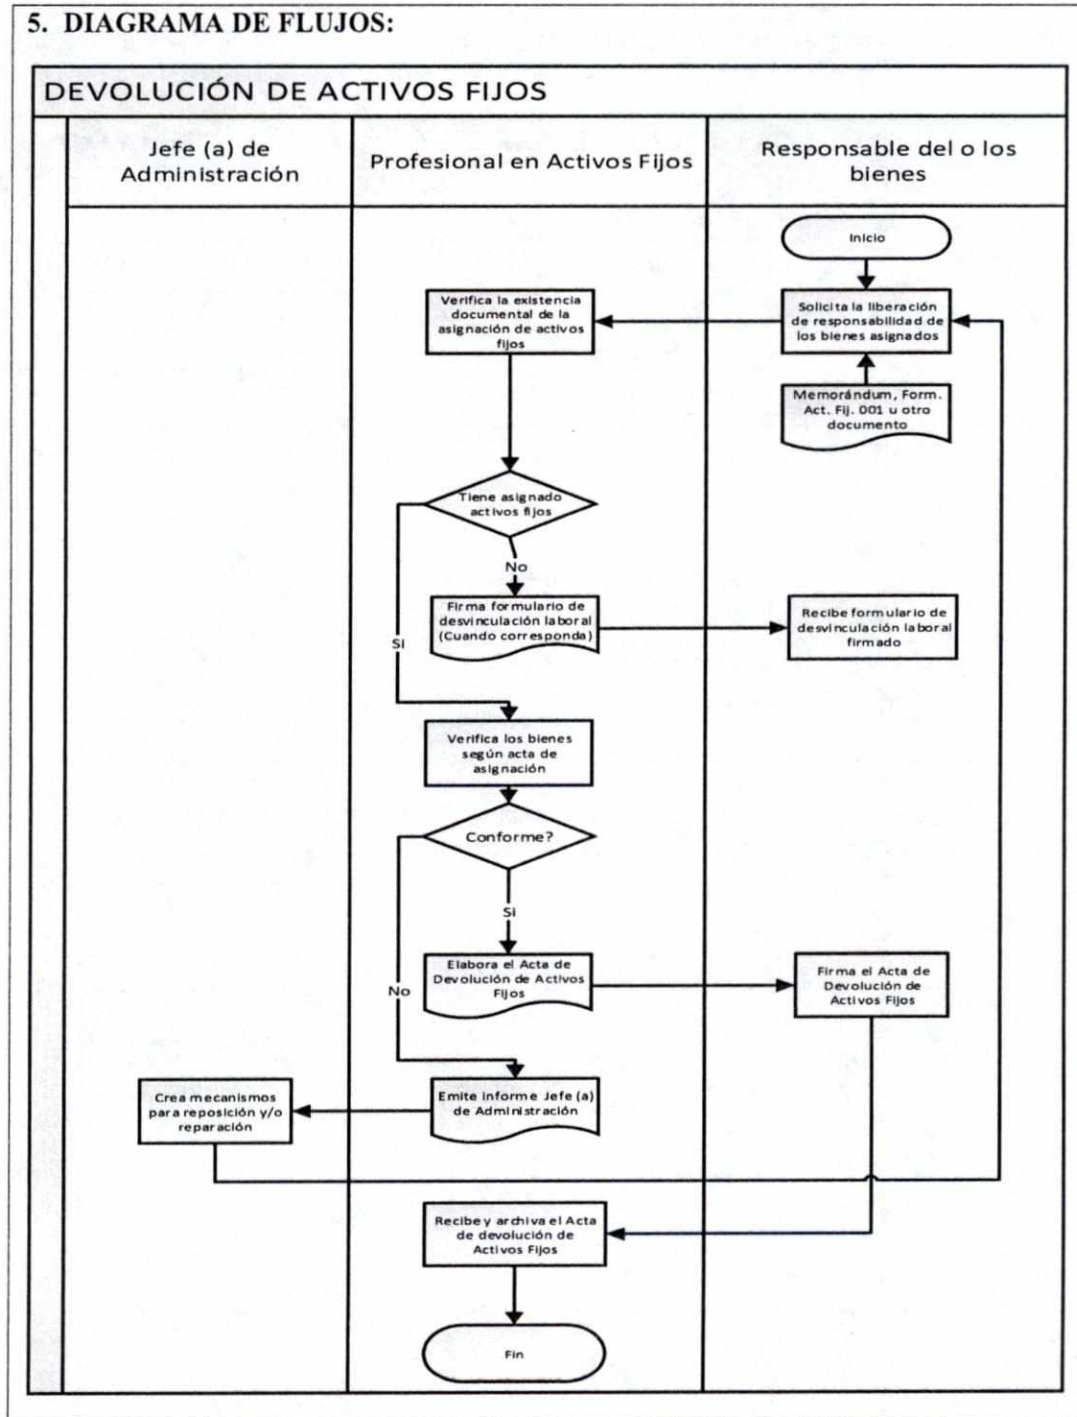 5. DIAGRAMA DE FLUJOS:
DEVOLUCIÓN DE ACTIVOS FIJOS
Jefe (a) de
Administración
Profesional en Activos Fijos
Responsable del o los
bienes
Inicio
Verifica la existencia
documental de la
asignación de activos
fijos
Solicita la liberación
de responsabilidad de
los bienes asignados
Memorándum, Form.
Act. Fij. 001 u otro
documento
Tiene asignado
activos fijos
No
Firma formulario de
desvinculación laboral
(Cuando corresponda)
Recibe formulario de
desvinculación laboral
firmado
Si
Verifica los bienes
según acta de
asignación
Conforme?
Si
Elabora el Acta de
Devolución de Activos
Fijos
Firma el Acta de
Devolución de
Activos Fijos
No
Crea mecanismos
para reposición y/o
reparación
Emite informe Jefe (a)
de Administración
Recibe y archiva el Acta
de devolución de
Activos Fijos
Fin